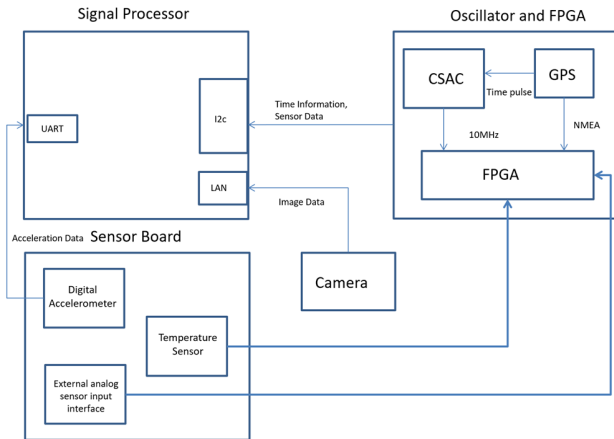 Signal Processor
Oscillator and FPGA
CSAC
GPS
Time pulse
I2c
Time Information,
Sensor Data
UART
10MHz
NMEA
FPGA
LAN
Image Data
Acceleration Data
Sensor Board
Digital
Accelerometer
Camera
Temperature
Sensor
External analog
sensor input
interface